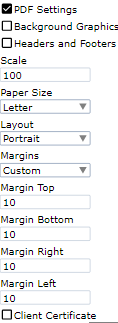 PDF Settings
Background Graphics
Headers and Footers
Scale
100
Paper Size
Letter
Layout
Portrait
Margins
Custom
Margin Top
10
Margin Bottom
10
Margin Right
10
Margin Left
10
Client Certificate